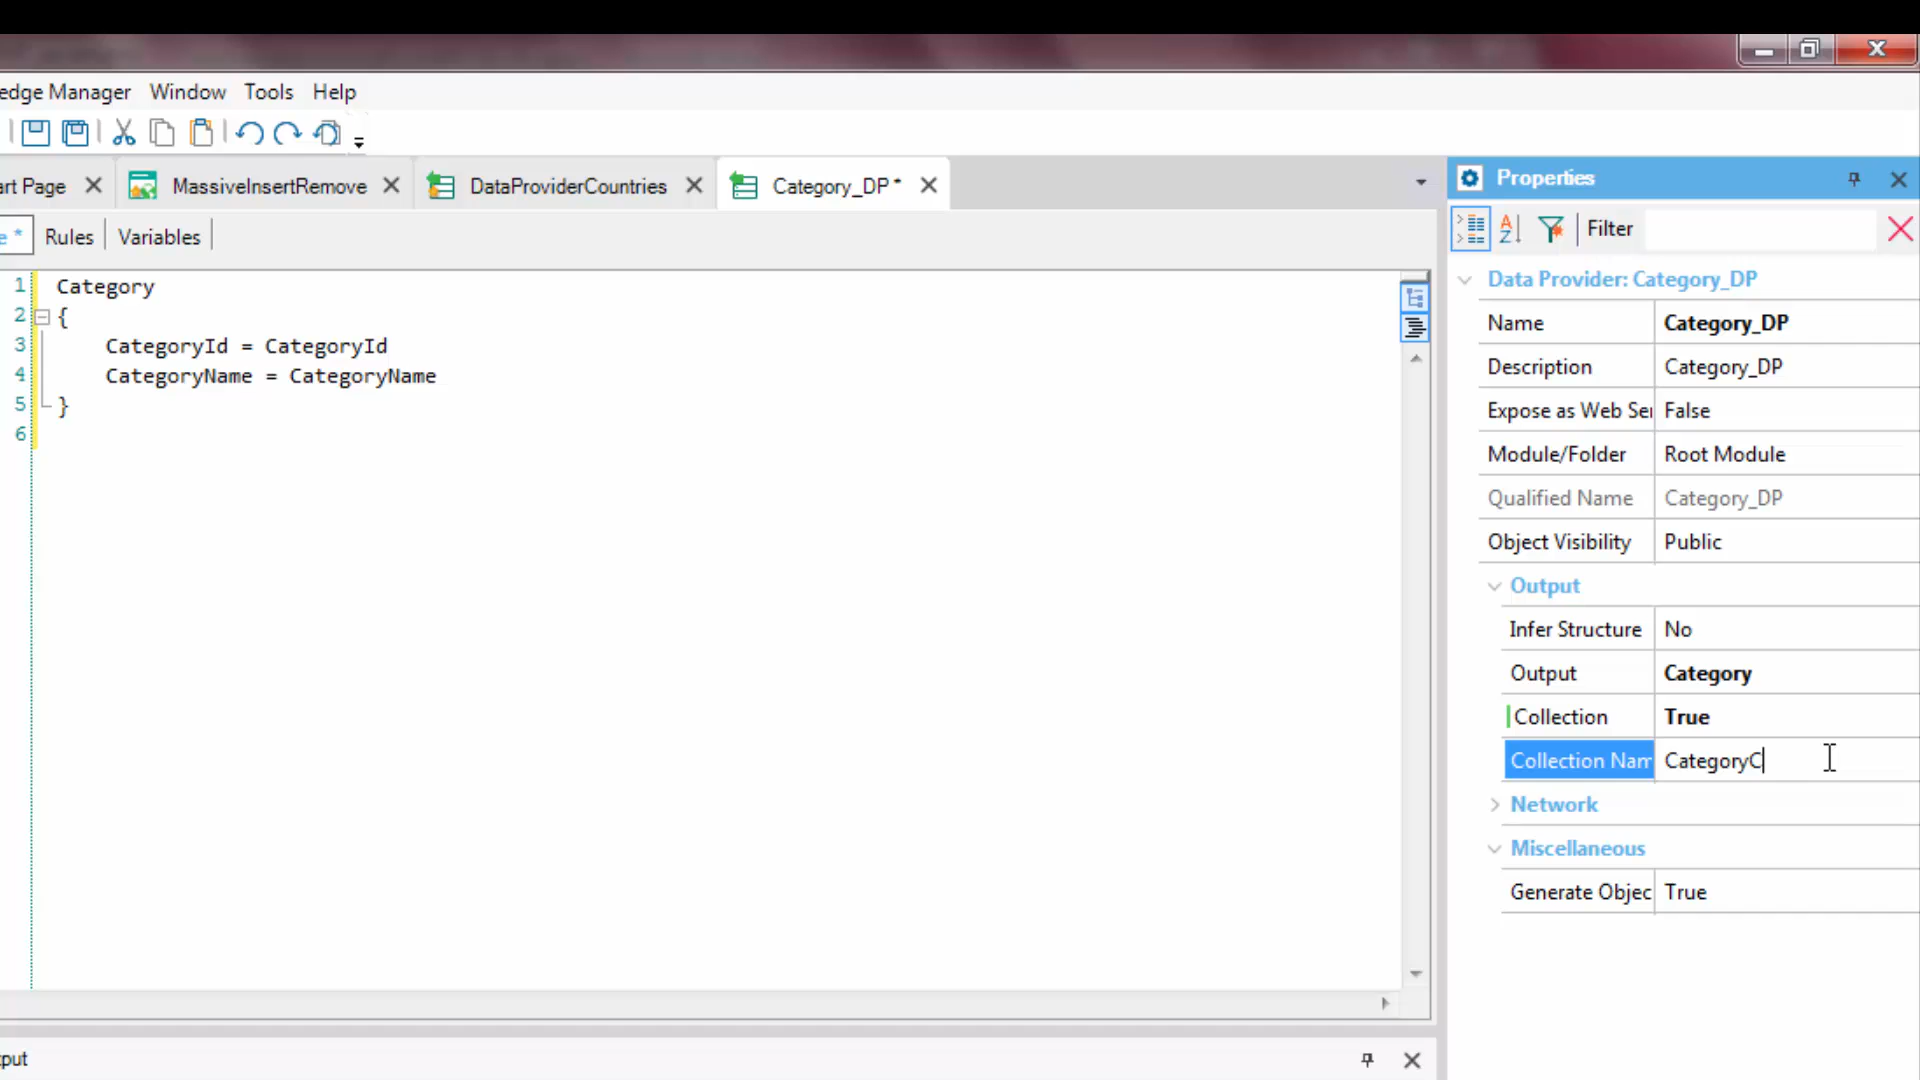 edge Manager Window Tools Help
art Page MassiveInsertRemove DataProviderCountries Category_DP *
e * Rules Variables
1 Category
2 {
3 CategoryId = CategoryId
4 CategoryName = CategoryName
5 }
6
Properties
Filter
Data Provider: Category_DP
Name Category_DP
Description Category_DP
Expose as Web Ser False
Module/Folder Root Module
Qualified Name Category_DP
Object Visibility Public
Output
Infer Structure No
Output Category
Collection True
Collection Nam CategoryC
Network
Miscellaneous
Generate Objec True
tput